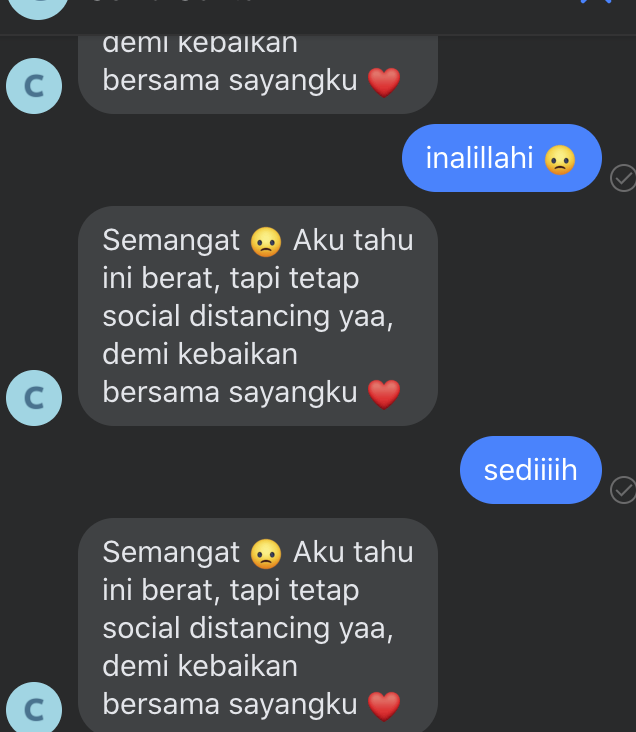 demi kebaikan
bersama sayangku ❤️
C
inalillahi 😞
Semangat 😞 Aku tahu
ini berat, tapi tetap
social distancing yaa,
demi kebaikan
bersama sayangku ❤️
C
sediiiih
Semangat 😞 Aku tahu
ini berat, tapi tetap
social distancing yaa,
demi kebaikan
bersama sayangku ❤️
C